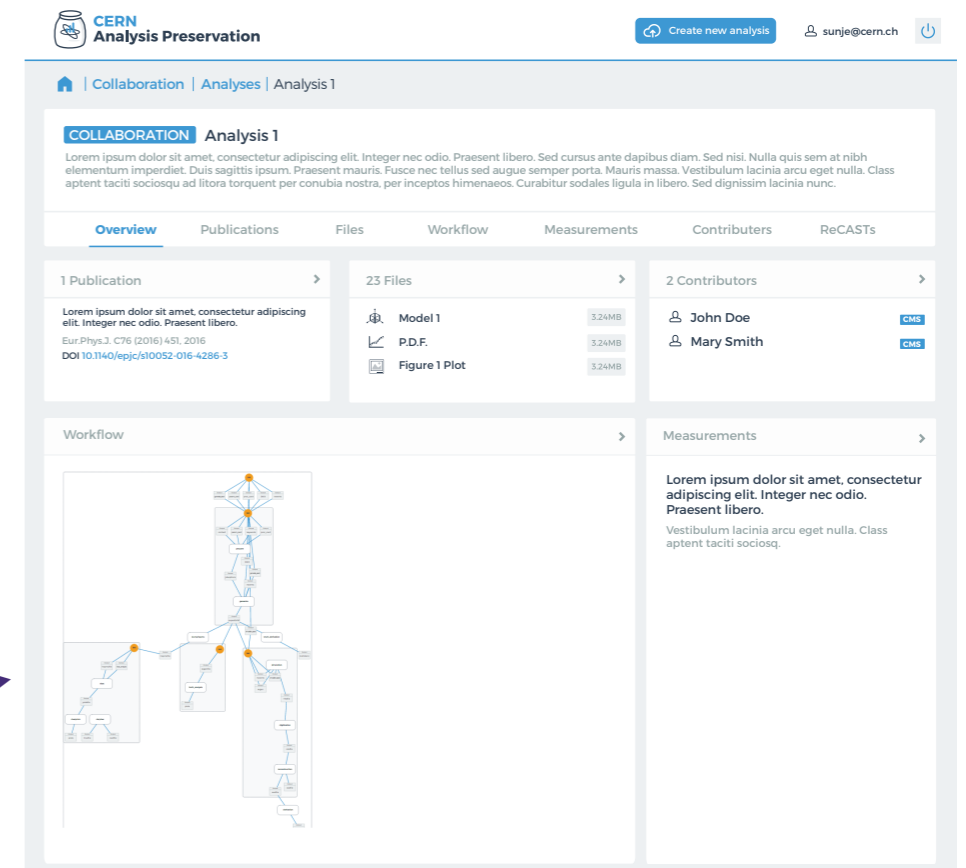 CERN
Analysis Preservation
Create new analysis
sunje@cern.ch
| Collaboration | Analyses | Analysis 1
COLLABORATION Analysis 1
Lorem ipsum dolor sit amet, consectetur adipiscing elit. Integer nec odio. Praesent libero. Sed cursus ante dapibus diam. Sed nisi. Nulla quis sem at nibh
elementum imperdiet. Duis sagittis ipsum. Praesent mauris. Fusce nec tellus sed augue semper porta. Mauris massa. Vestibulum lacinia arcu eget nulla. Class
aptent taciti sociosqu ad litora torquent per conubia nostra, per inceptos himenaeos. Curabitur sodales ligula in libero. Sed dignissim lacinia nunc.
Overview Publications Files Workflow Measurements Contributers ReCASTs
1 Publication
Lorem ipsum dolor sit amet, consectetur adipiscing
elit. Integer nec odio. Praesent libero.
Eur.Phys.J. C76 (2016) 451, 2016
DOI 10.1140/epjc/s10052-016-4286-3
23 Files
Model 1 3.24MB
P.D.F. 3.24MB
Figure 1 Plot 3.24MB
2 Contributors
John Doe CMS
Mary Smith CMS
Workflow
Measurements
Lorem ipsum dolor sit amet, consectetur
adipiscing elit. Integer nec odio.
Praesent libero.
Vestibulum lacinia arcu eget nulla. Class
aptent taciti sociosq.